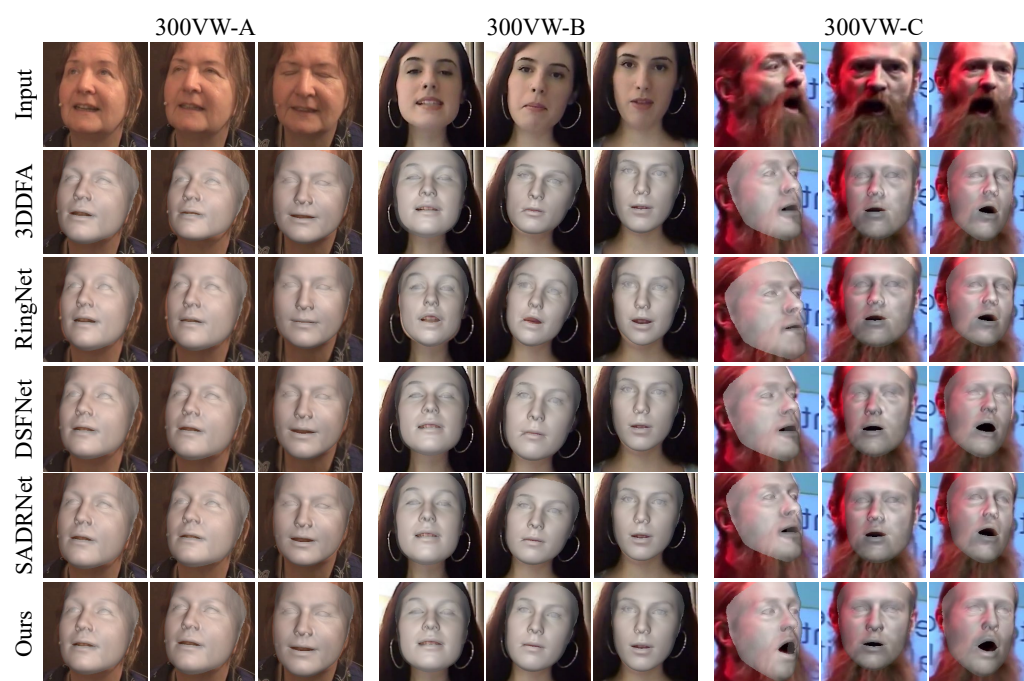 300VW-A 300VW-B 300VW-C
Input
3DDFA
RingNet
DSFNet
SADRNet
Ours